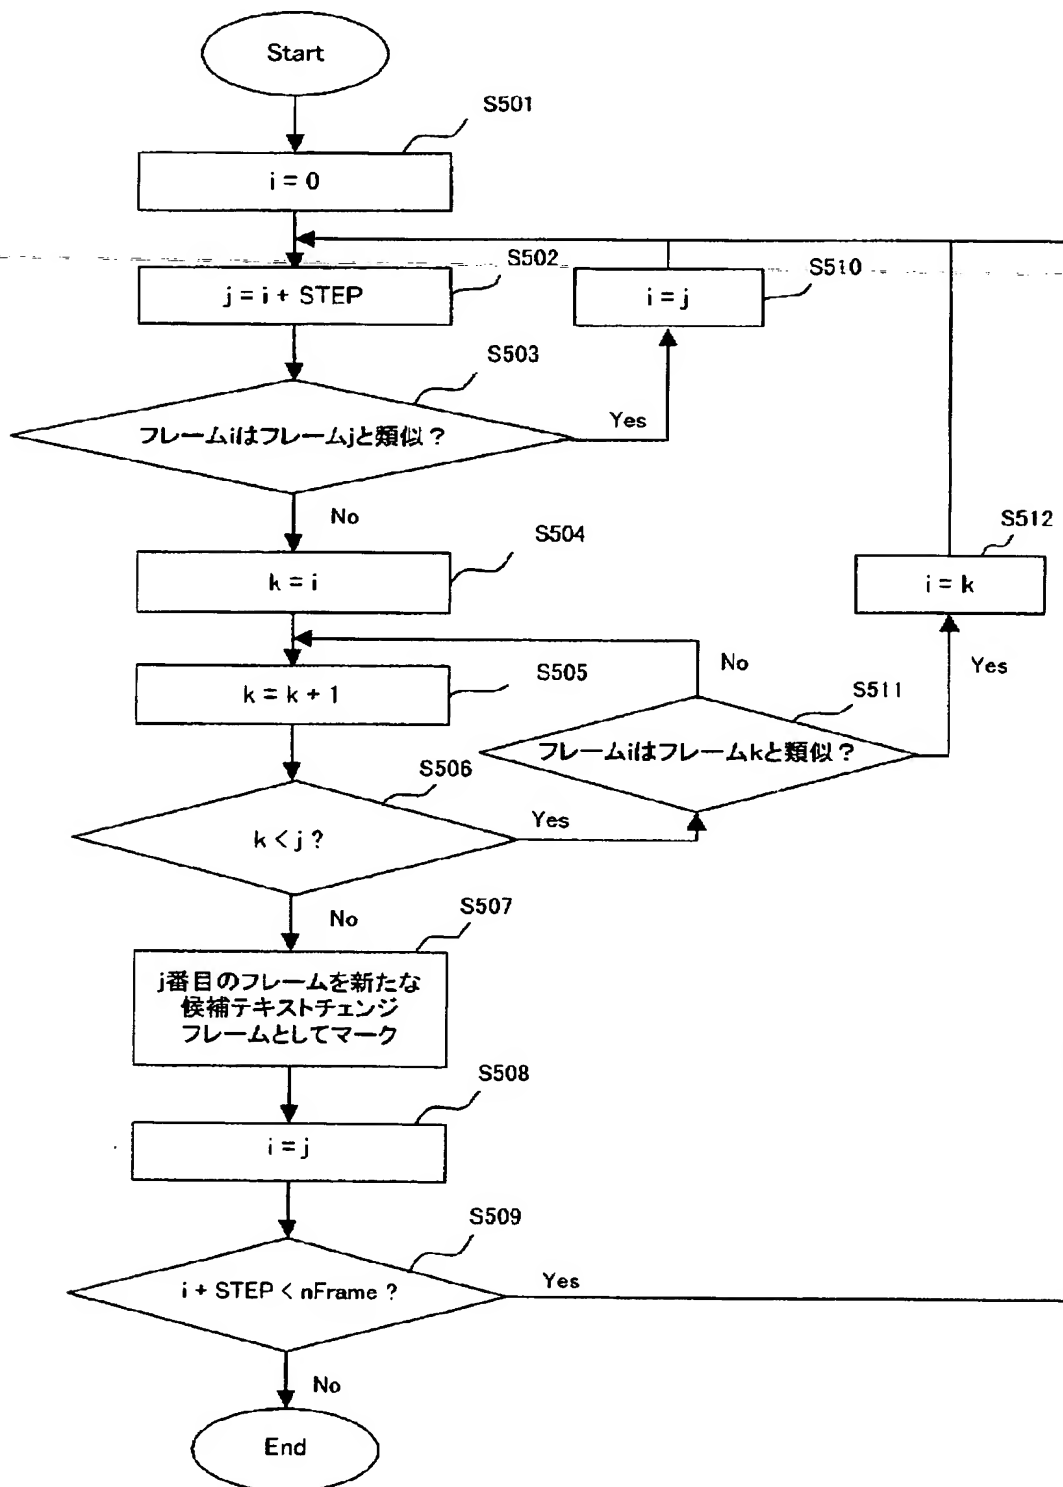 Start
S501
i = 0
S502
j = i + STEP
S510
i = j
S503
フレームiはフレームjと類似？
Yes
No
S504
k = i
S512
i = k
S505
k = k + 1
No
Yes
S511
フレームiはフレームkと類似？
S506
k < j ?
Yes
No
S507
j番目のフレームを新たな
候補テキストチェンジ
フレームとしてマーク
S508
i = j
S509
i + STEP < nFrame ?
Yes
No
End